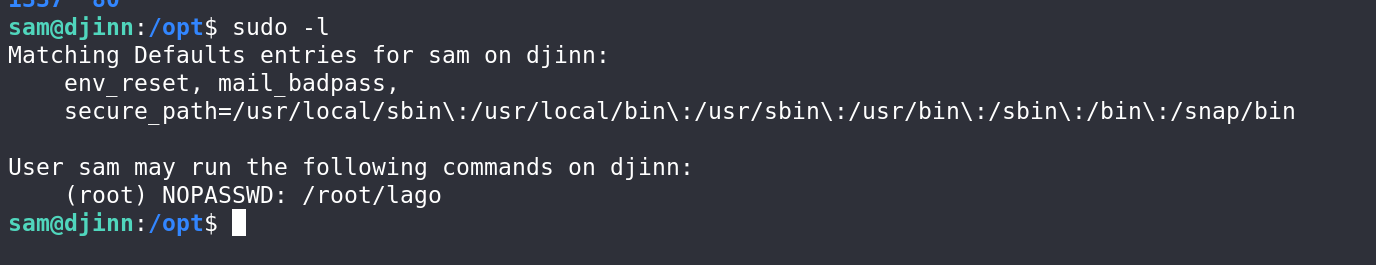 1337  80
sam@djinn:/opt$ sudo -l
Matching Defaults entries for sam on djinn:
    env_reset, mail_badpass,
    secure_path=/usr/local/sbin\:/usr/local/bin\:/usr/sbin\:/usr/bin\:/sbin\:/bin\:/snap/bin

User sam may run the following commands on djinn:
    (root) NOPASSWD: /root/lago
sam@djinn:/opt$